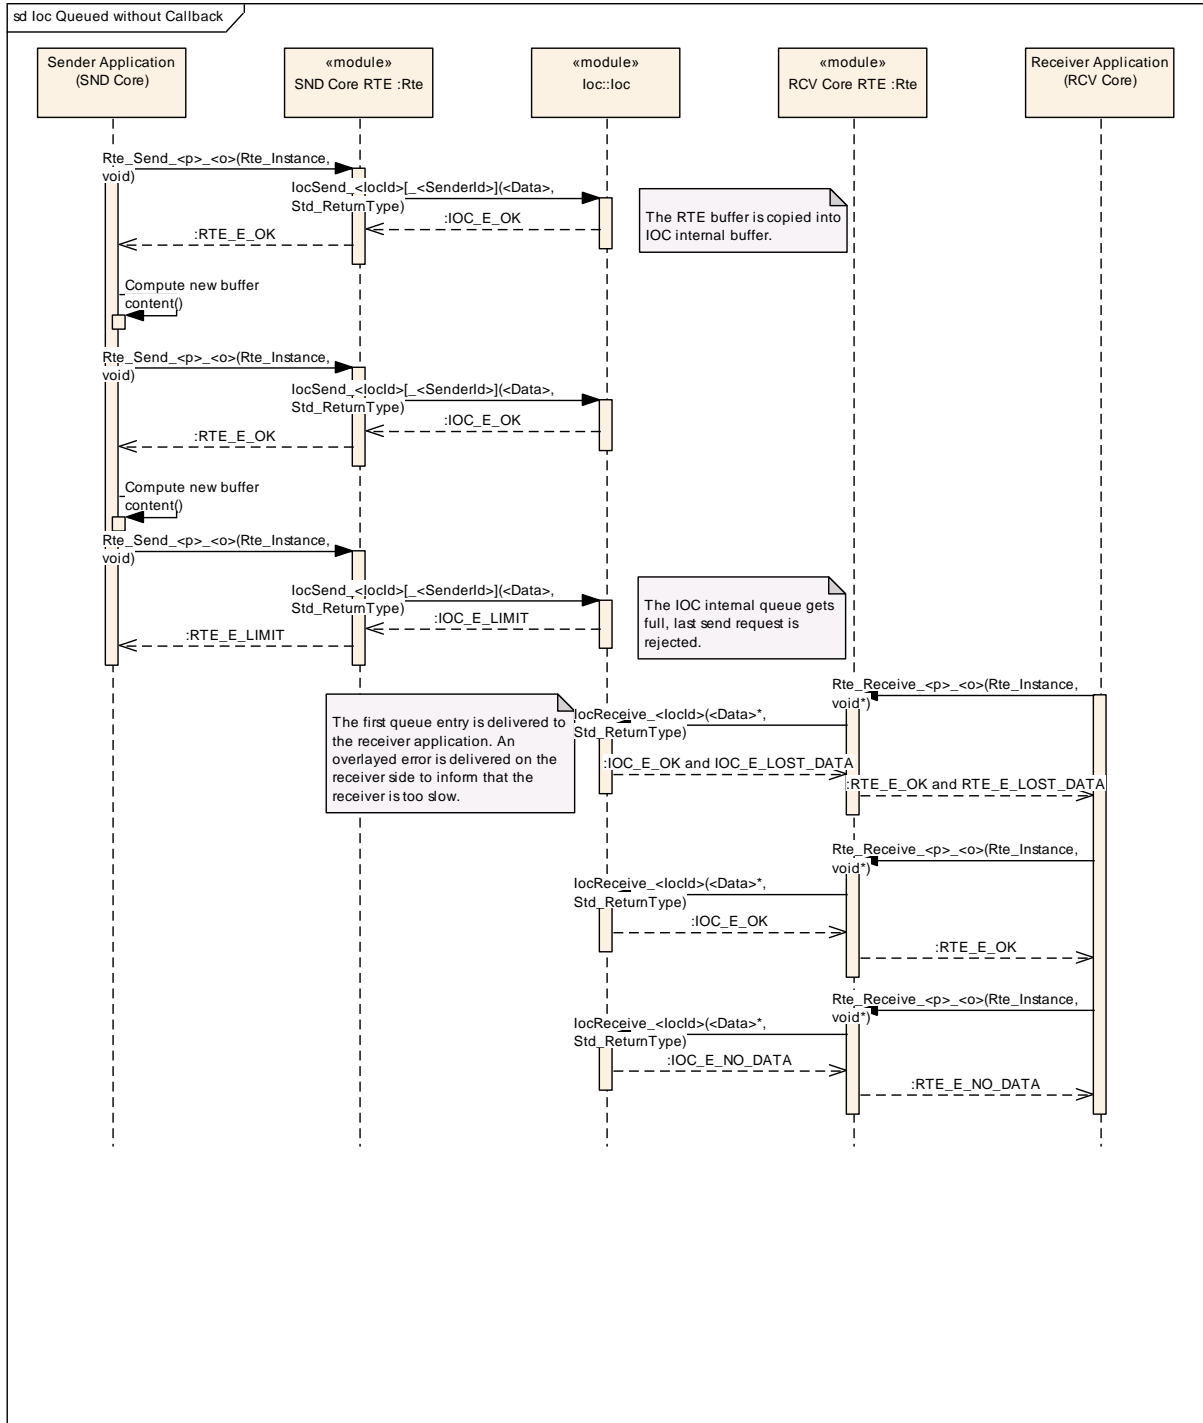 sd Ioc Queued without Callback
Sender Application
(SND Core)
«module»
SND Core RTE :Rte
«module»
Ioc::Ioc
«module»
RCV Core RTE :Rte
Receiver Application
(RCV Core)
Rte_Send_<p>_<o>(Rte_Instance,
void)
IocSend_<IocId>[_<SenderId>](<Data>,
Std_ReturnType)
:IOC_E_OK
:RTE_E_OK
The RTE buffer is copied into
IOC internal buffer.
Compute new buffer
content()
Rte_Send_<p>_<o>(Rte_Instance,
void)
IocSend_<IocId>[_<SenderId>](<Data>,
Std_ReturnType)
:IOC_E_OK
:RTE_E_OK
Compute new buffer
content()
Rte_Send_<p>_<o>(Rte_Instance,
void)
IocSend_<IocId>[_<SenderId>](<Data>,
Std_ReturnType)
:IOC_E_LIMIT
:RTE_E_LIMIT
The IOC internal queue gets
full, last send request is
rejected.
Rte_Receive_<p>_<o>(Rte_Instance,
void*)
IocReceive_<IocId>(<Data>*,
Std_ReturnType)
The first queue entry is delivered to
the receiver application. An
overlayed error is delivered on the
receiver side to inform that the
receiver is too slow.
:IOC_E_OK and IOC_E_LOST_DATA
:RTE_E_OK and RTE_E_LOST_DATA
Rte_Receive_<p>_<o>(Rte_Instance,
void*)
IocReceive_<IocId>(<Data>*,
Std_ReturnType)
:IOC_E_OK
:RTE_E_OK
Rte_Receive_<p>_<o>(Rte_Instance,
void*)
IocReceive_<IocId>(<Data>*,
Std_ReturnType)
:IOC_E_NO_DATA
:RTE_E_NO_DATA